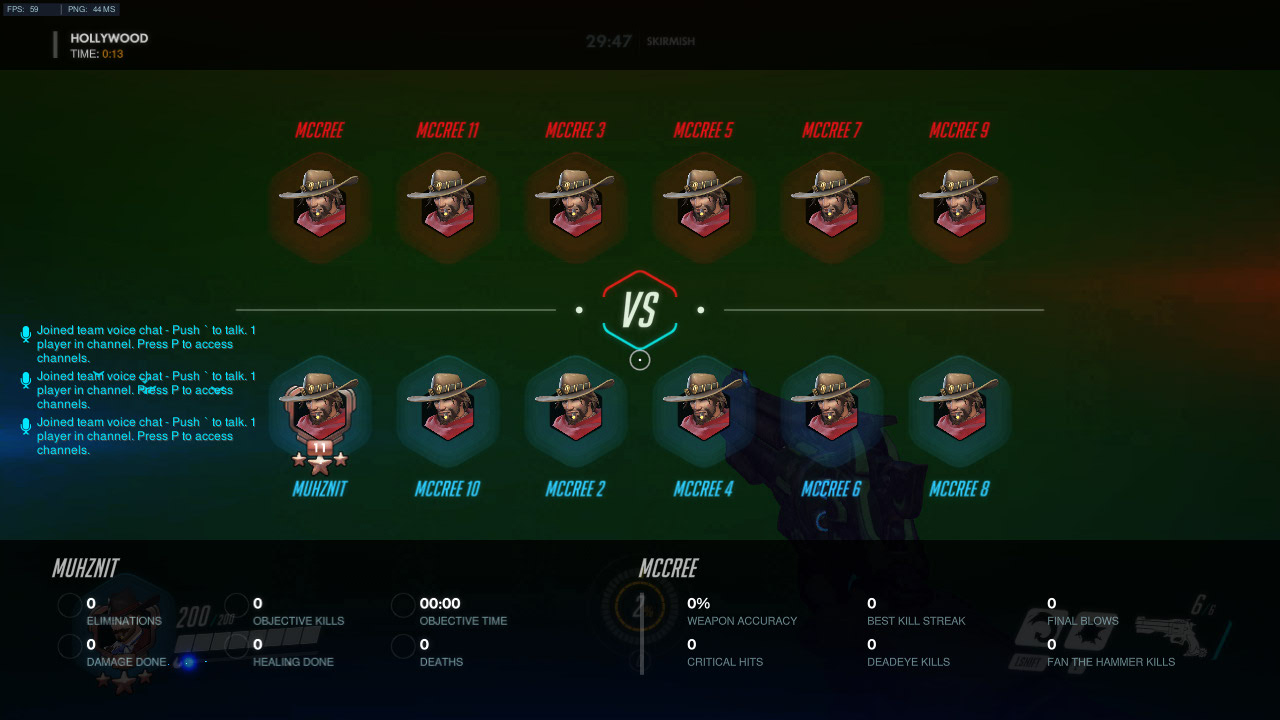 FPS: 59 | PNG: 44 MS
HOLLYWOOD
TIME: 0:13
29:47 SKIRMISH
MCCREE MCCREE 11 MCCREE 3 MCCREE 5 MCCREE 7 MCCREE 9
VS
Joined team voice chat - Push ` to talk. 1
player in channel. Press P to access
channels.
Joined team voice chat - Push ` to talk. 1
player in channel. Press P to access
channels.
Joined team voice chat - Push ` to talk. 1
player in channel. Press P to access
channels.
11
MUHZNIT MCCREE 10 MCCREE 2 MCCREE 4 MCCREE 6 MCCREE 8
MUHZNIT MCCREE
0 0 00:00 0% 0 0
ELIMINATIONS OBJECTIVE KILLS OBJECTIVE TIME WEAPON ACCURACY BEST KILL STREAK FINAL BLOWS
200/200 6/6
0 0 0 0 0 0
DAMAGE DONE HEALING DONE DEATHS CRITICAL HITS DEADEYE KILLS FAN THE HAMMER KILLS